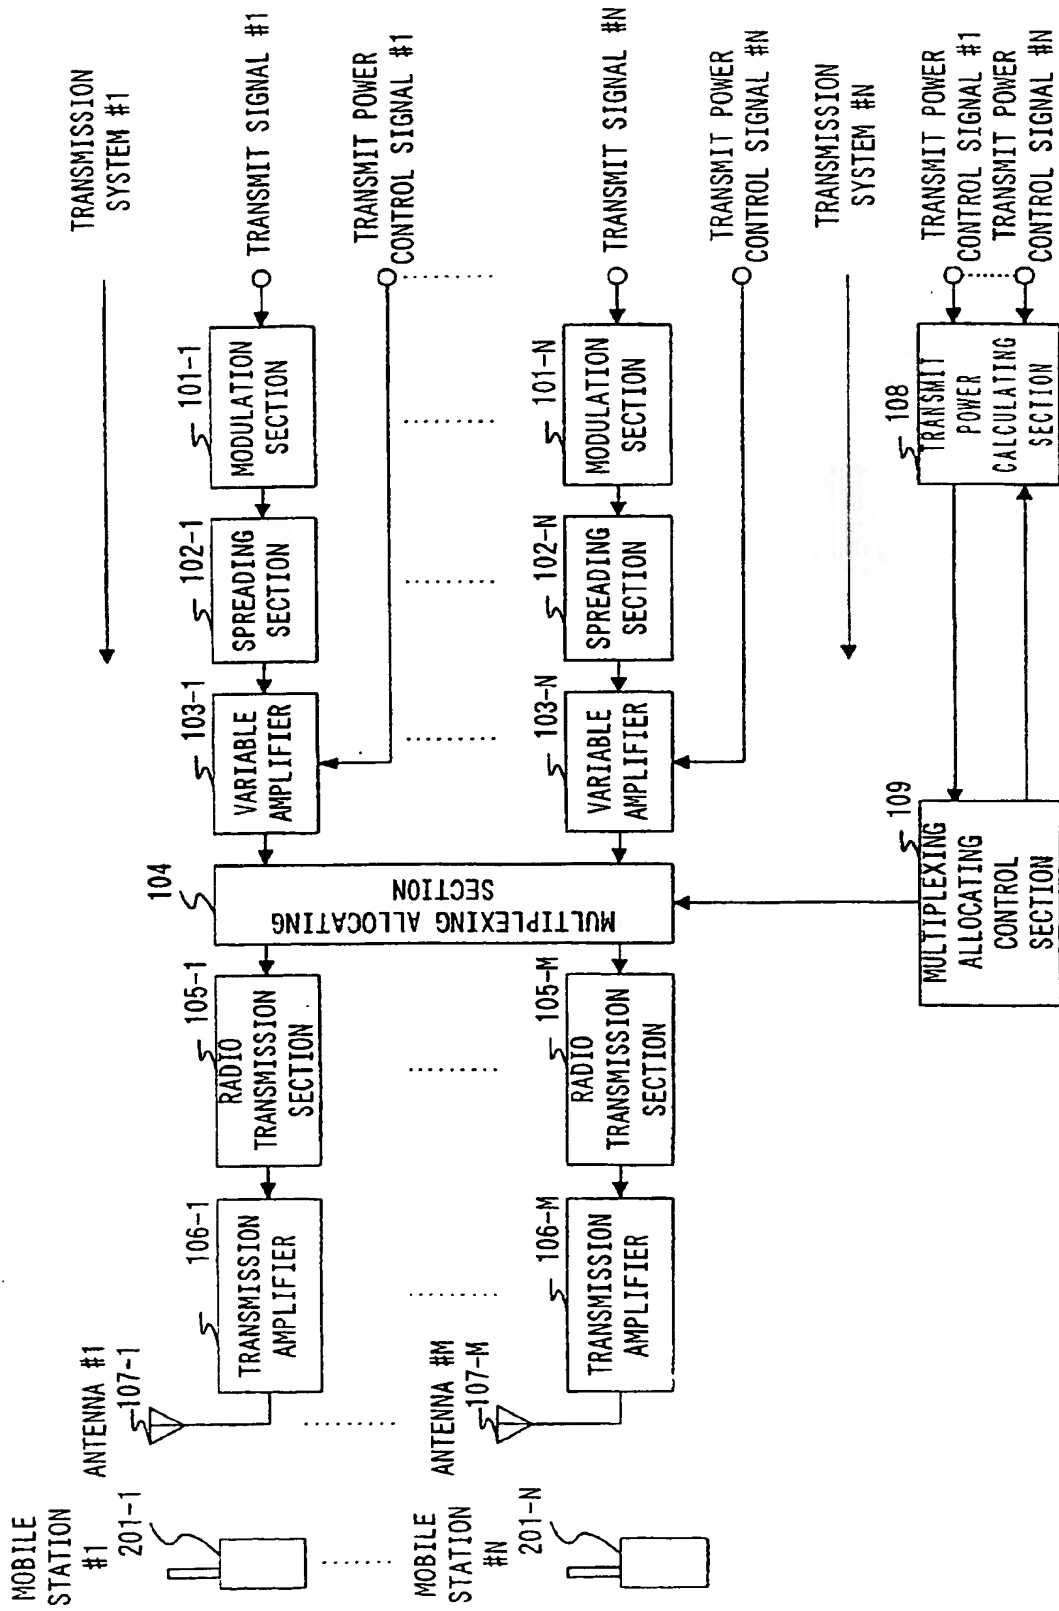 MOBILE
STATION
#1
201-1
ANTENNA #1
107-1
106-1
TRANSMISSION
AMPLIFIER
105-1
RADIO
TRANSMISSION
SECTION
104
MULTIPLEXING ALLOCATING
SECTION
103-1
VARIABLE
AMPLIFIER
102-1
SPREADING
SECTION
101-1
MODULATION
SECTION
TRANSMISSION
SYSTEM #1
TRANSMIT SIGNAL #1
TRANSMIT POWER
CONTROL SIGNAL #1
MOBILE
STATION
#N
201-N
ANTENNA #M
107-M
106-M
TRANSMISSION
AMPLIFIER
105-M
RADIO
TRANSMISSION
SECTION
103-N
VARIABLE
AMPLIFIER
102-N
SPREADING
SECTION
101-N
MODULATION
SECTION
TRANSMIT SIGNAL #N
TRANSMIT POWER
CONTROL SIGNAL #N
TRANSMISSION
SYSTEM #N
109
MULTIPLEXING
ALLOCATING
CONTROL
SECTION
108
TRANSMIT
POWER
CALCULATING
SECTION
TRANSMIT POWER
CONTROL SIGNAL #1
TRANSMIT POWER
CONTROL SIGNAL #N